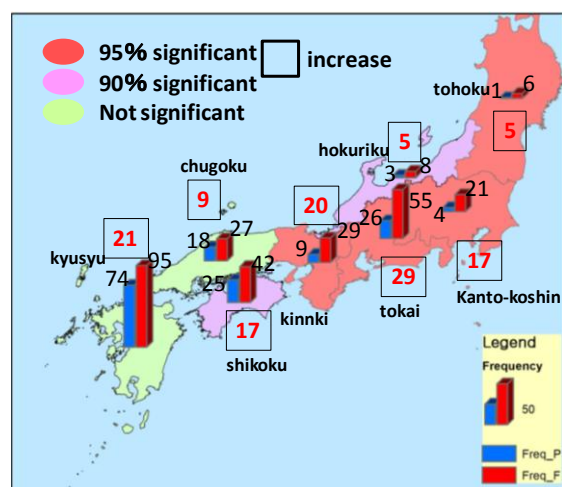 95% significant
increase
90% significant
Not significant
tohoku
1
6
5
hokuriku
5
3
8
chugoku
9
18
27
20
9
29
26
55
4
21
kyusyu
21
74
95
25
42
kinnki
17
shikoku
29
tokai
17
Kanto-koshin
Legend
Frequency
50
Freq_P
Freq_F